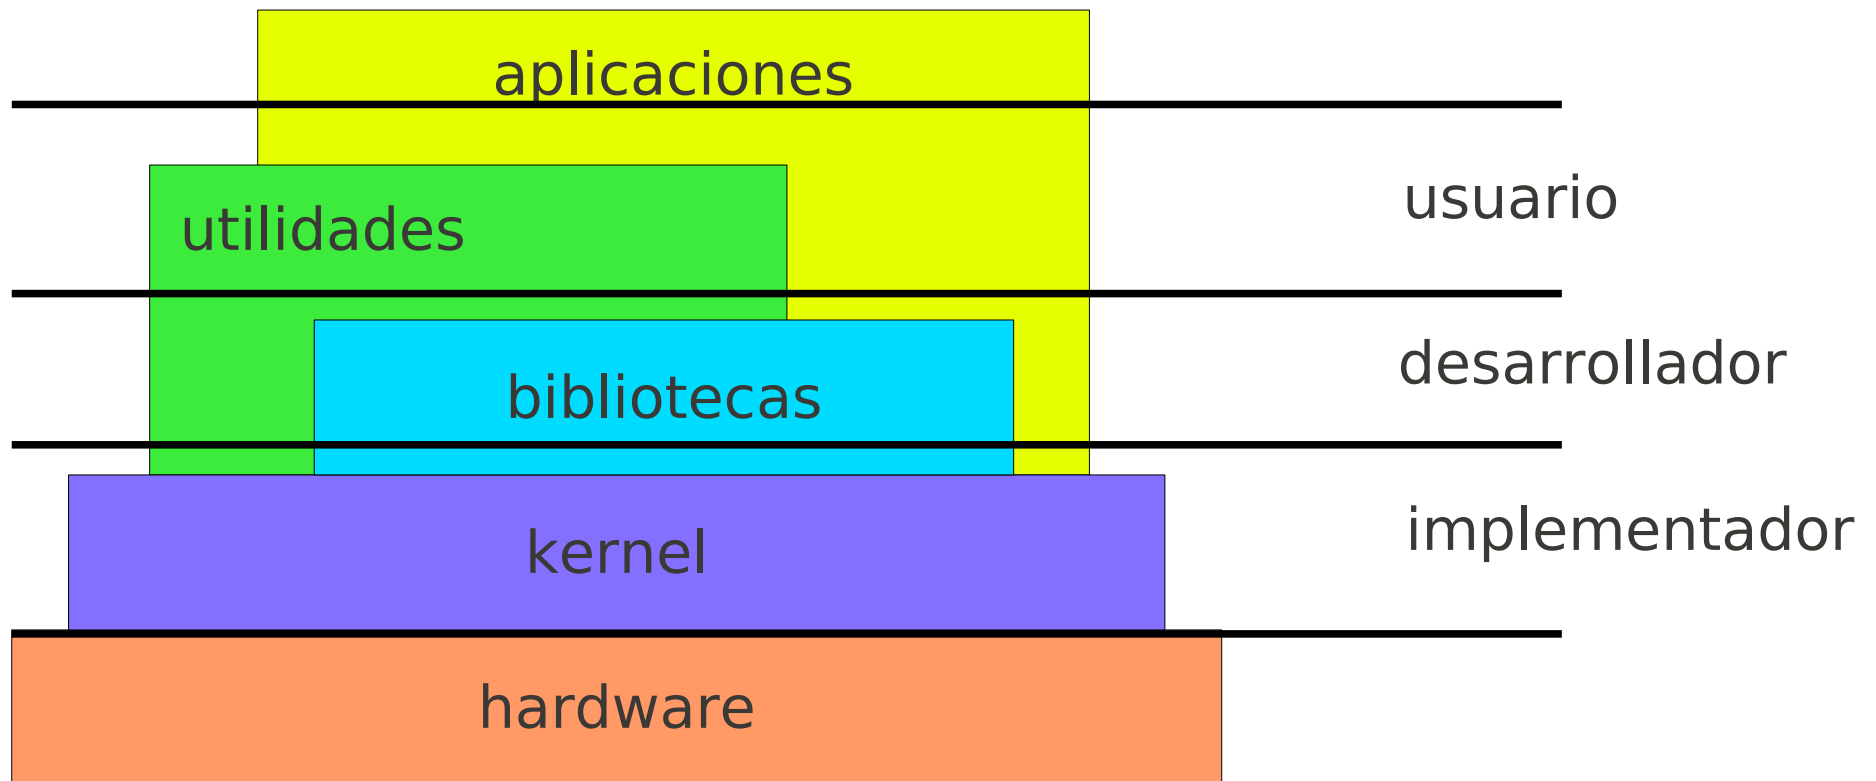 aplicaciones
usuario
utilidades
desarrollador
bibliotecas
implementador
kernel
hardware